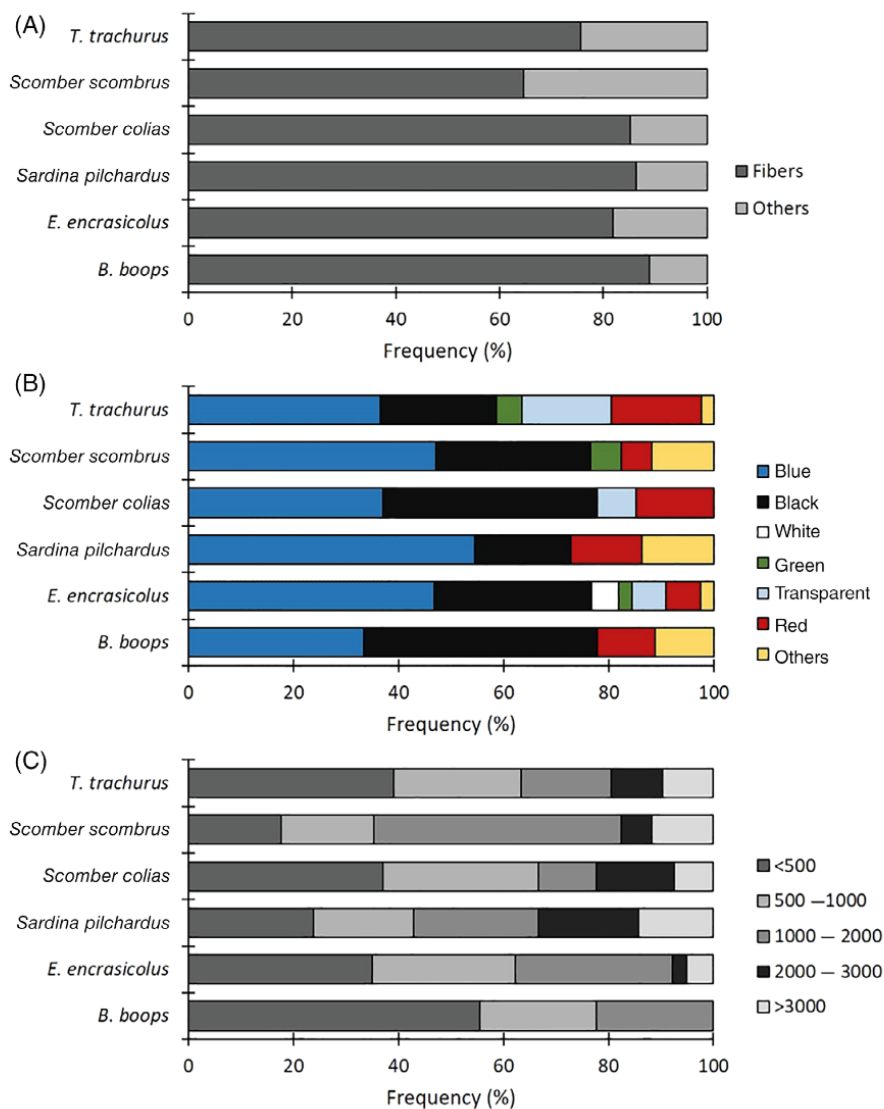 (A)
T. trachurus
Scomber scombrus
Scomber colias
Sardina pilchardus
E. encrasicolus
B. boops
0 20 40 60 80 100
Frequency (%)
Fibers
Others
(B)
T. trachurus
Scomber scombrus
Scomber colias
Sardina pilchardus
E. encrasicolus
B. boops
0 20 40 60 80 100
Frequency (%)
Blue
Black
White
Green
Transparent
Red
Others
(C)
T. trachurus
Scomber scombrus
Scomber colias
Sardina pilchardus
E. encrasicolus
B. boops
0 20 40 60 80 100
Frequency (%)
<500
500 —1000
1000 — 2000
2000 — 3000
>3000